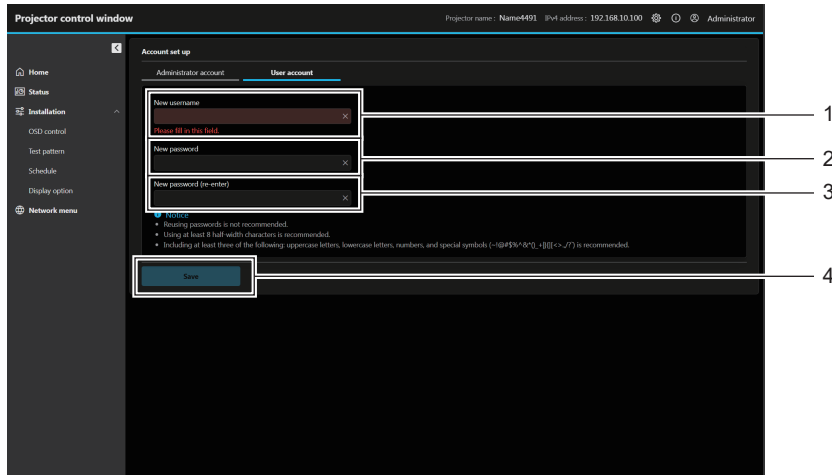 Projector control window
Projector name : Name4491 IPv4 address : 192.168.10.100 Administrator
Account set up
Home
Administrator account User account
Status
Installation
New username
1
OSD control
Please fill in this field.
Test pattern
New password
2
Schedule
New password (re-enter)
3
Display option
Network menu
Notice
• Reusing passwords is not recommended.
• Using at least 8 half-width characters is recommended.
• Including at least three of the following: uppercase letters, lowercase letters, numbers, and special symbols
is recommended.
Save
4